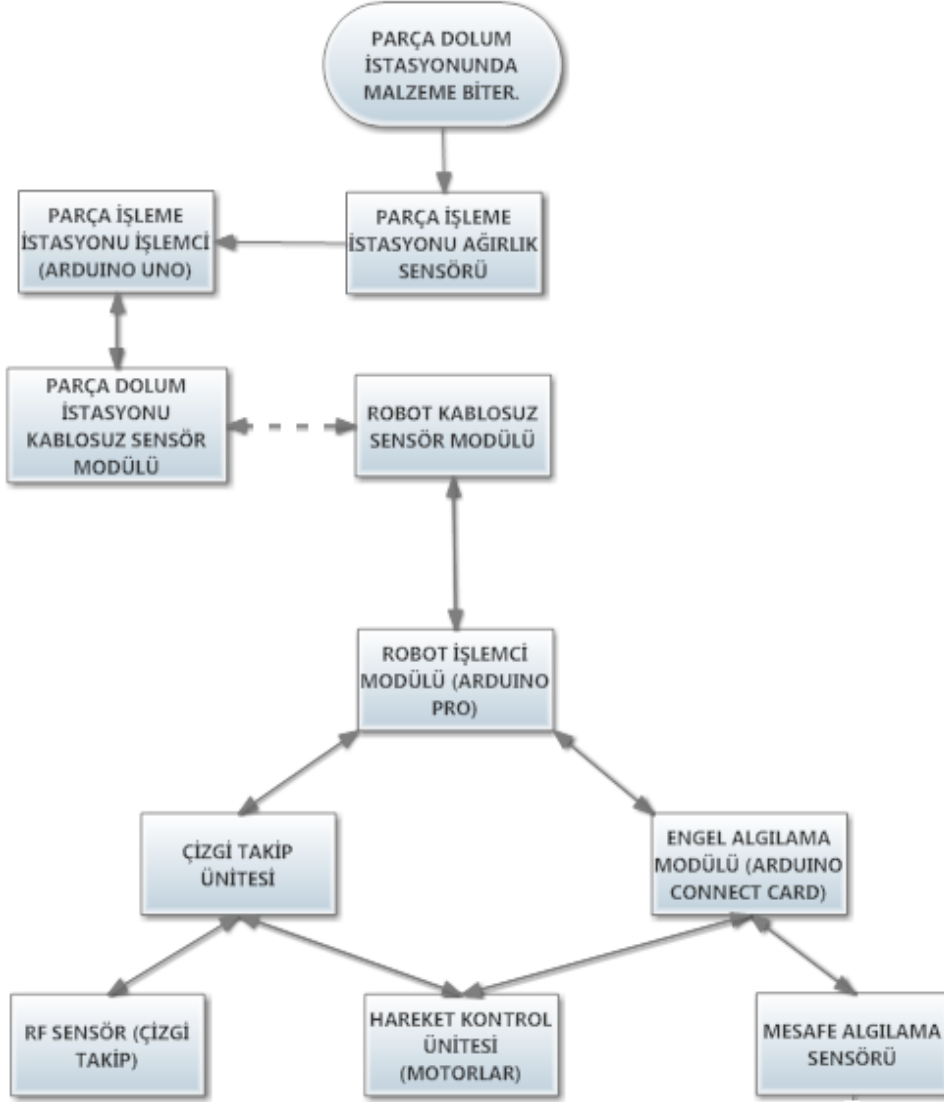 PARÇA DOLUM
İSTASYONUNDA
MALZEME BİTER.
PARÇA İŞLEME
İSTASYONU İŞLEMCİ
(ARDUINO UNO)
PARÇA İŞLEME
İSTASYONU AĞIRLIK
SENSÖRÜ
PARÇA DOLUM
İSTASYONU
KABLOSUZ SENSÖR
MODÜLÜ
ROBOT KABLOSUZ
SENSÖR MODÜLÜ
ROBOT İŞLEMCİ
MODÜLÜ (ARDUINO
PRO)
ÇİZGİ TAKİP
ÜNİTESİ
ENGEL ALGILAMA
MODÜLÜ (ARDUINO
CONNECT CARD)
RF SENSÖR (ÇİZGİ
TAKİP)
HAREKET KONTROL
ÜNİTESİ
(MOTORLAR)
MESAFE ALGILAMA
SENSÖRÜ